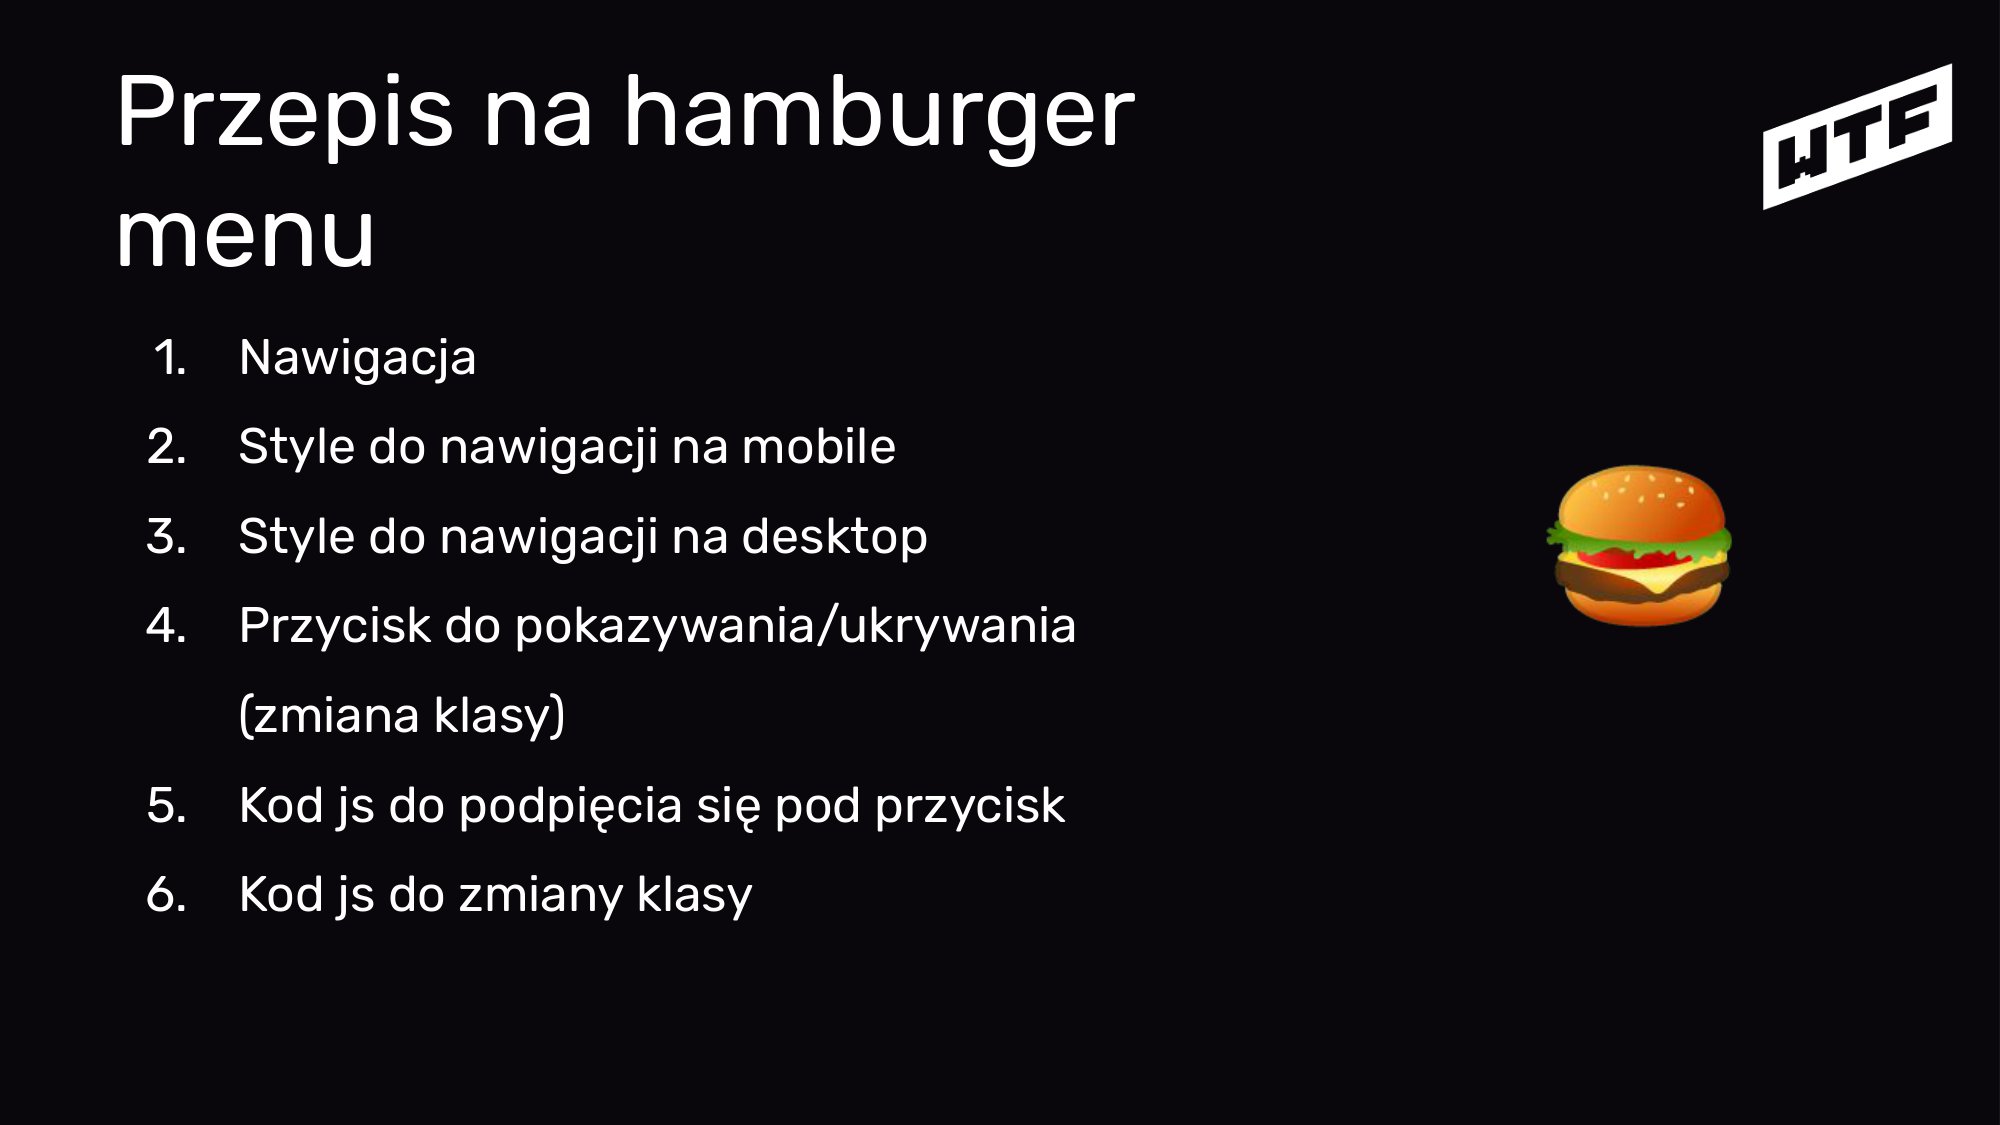 Przepis na hamburger
menu
WTF
1. Nawigacja
2. Style do nawigacji na mobile
3. Style do nawigacji na desktop
4. Przycisk do pokazywania/ukrywania
(zmiana klasy)
5. Kod js do podpięcia się pod przycisk
6. Kod js do zmiany klasy